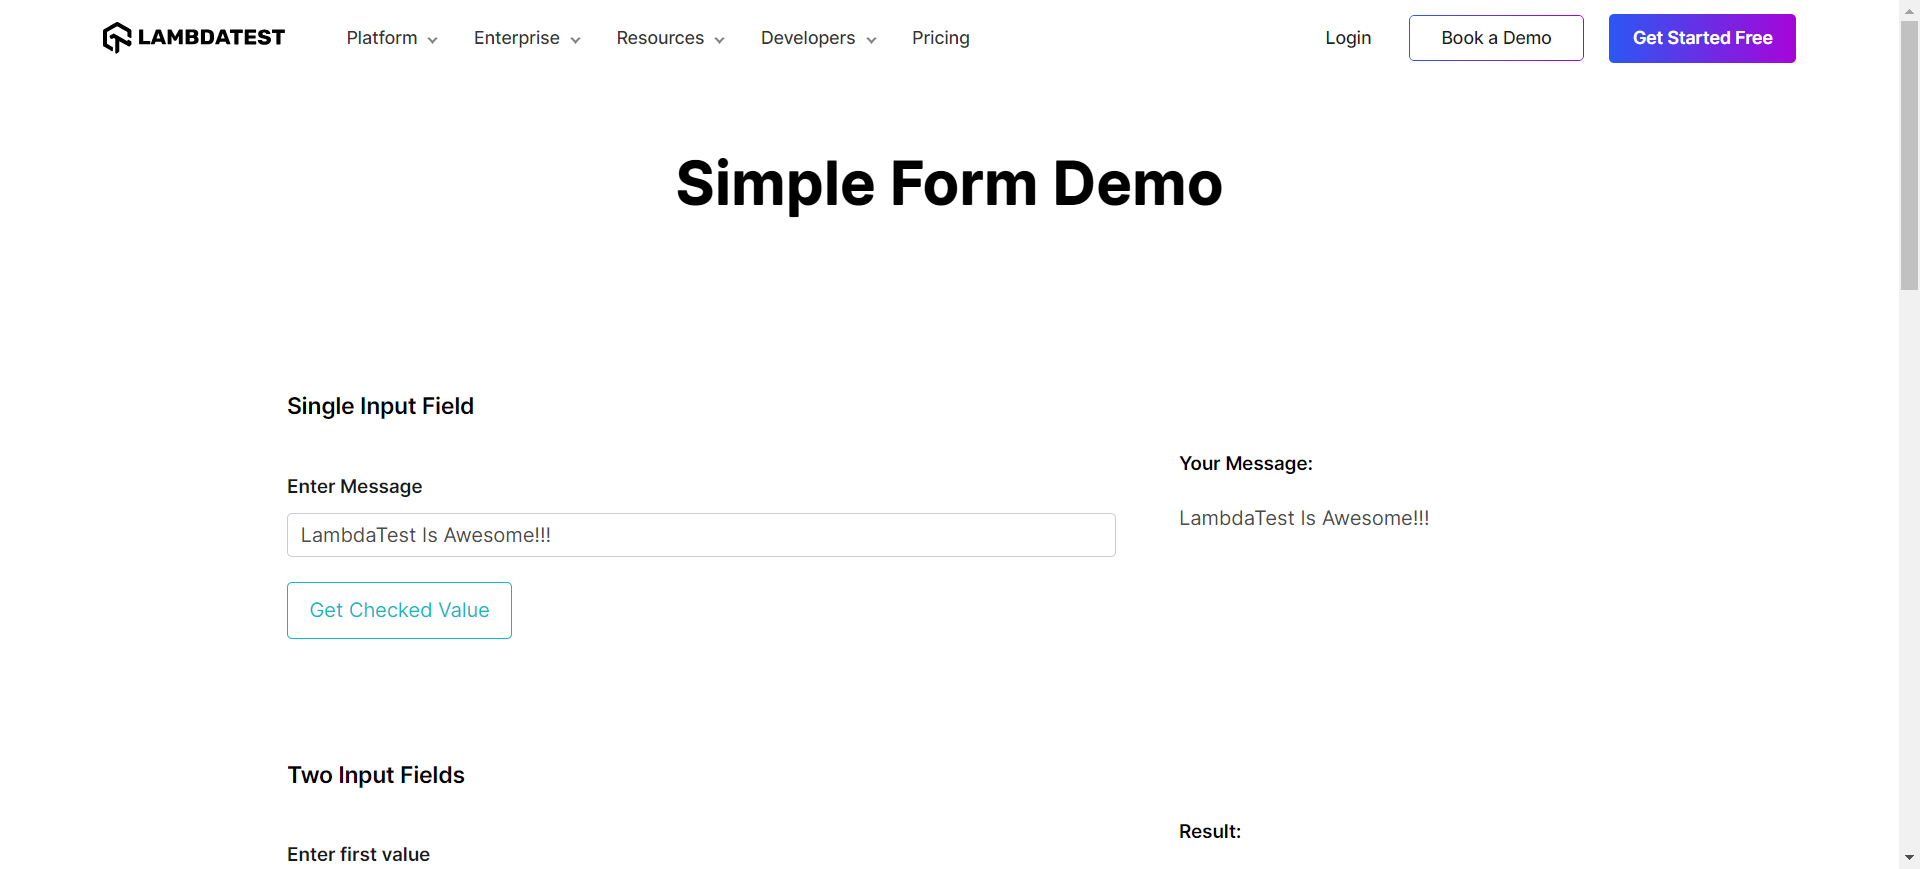 LAMBDATEST Platform Enterprise Resources Developers Pricing Login Book a Demo Get Started Free
Simple Form Demo
Single Input Field
Your Message:
Enter Message
LambdaTest Is Awesome!!!
LambdaTest Is Awesome!!!
Get Checked Value
Two Input Fields
Result:
Enter first value